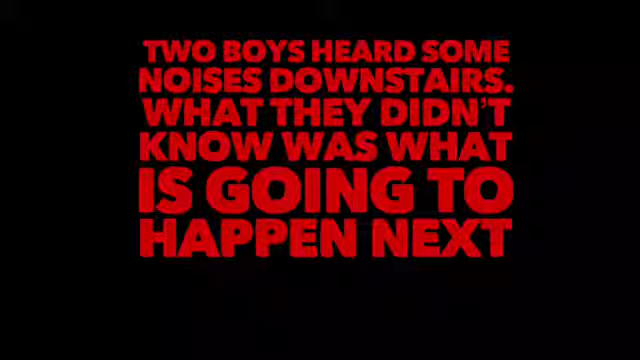 TWO BOYS HEARD SOME
NOISES DOWNSTAIRS.
WHAT THEY DIDN'T
KNOW WAS WHAT
IS GOING TO
HAPPEN NEXT